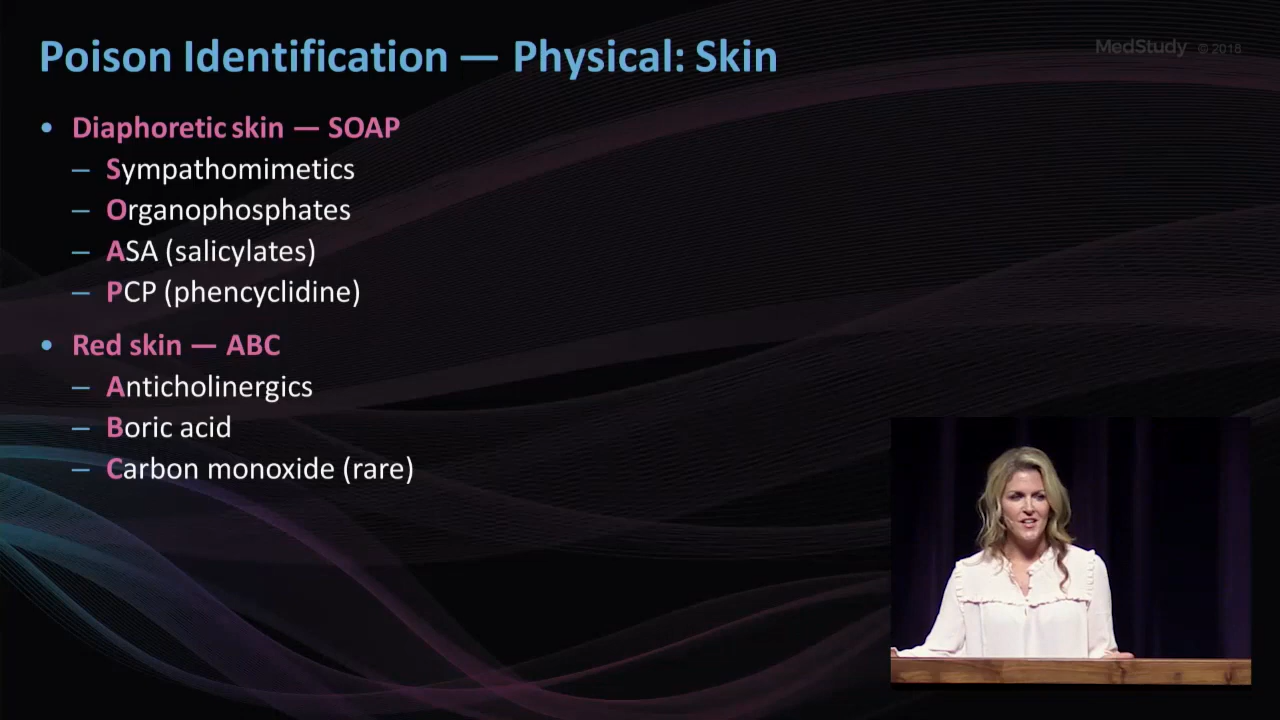 Poison Identification — Physical: Skin
MedStudy © 2018
• Diaphoretic skin — SOAP
– Sympathomimetics
– Organophosphates
– ASA (salicylates)
– PCP (phencyclidine)
• Red skin — ABC
– Anticholinergics
– Boric acid
– Carbon monoxide (rare)